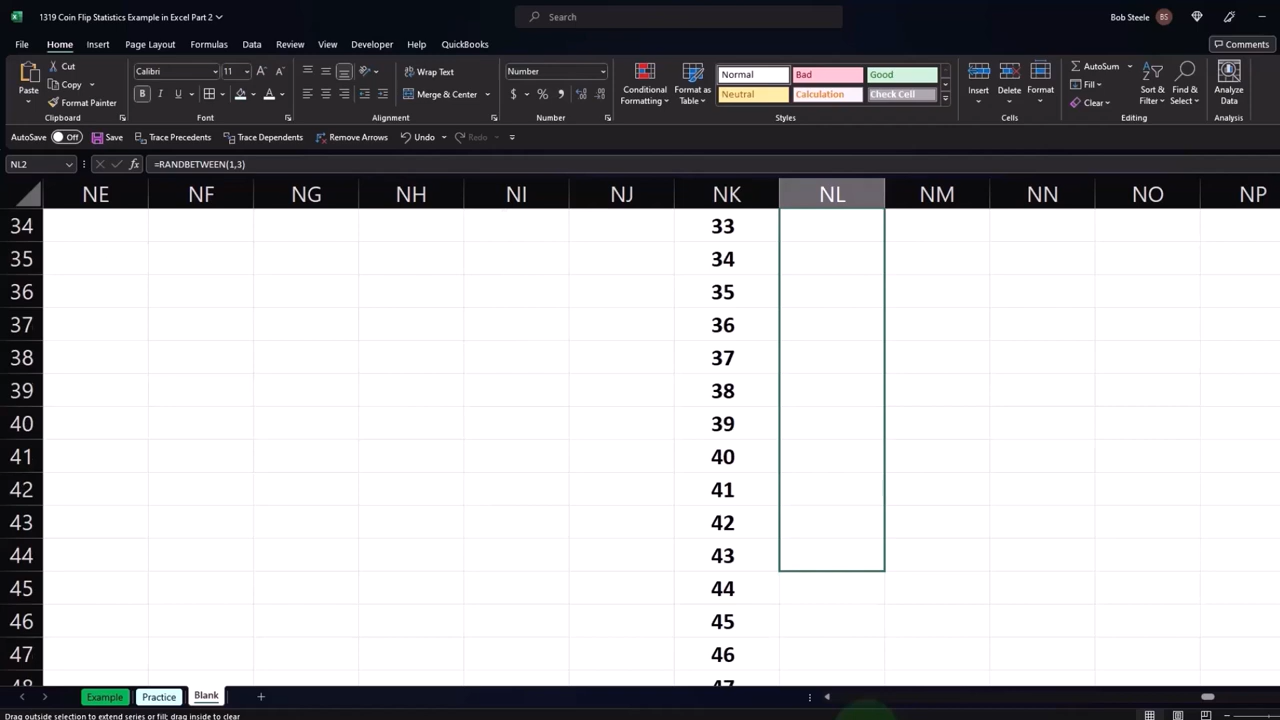 1319 Coin Flip Statistics Example in Excel Part 2
Search
Bob Steele BS
File Home Insert Page Layout Formulas Data Review View Developer Help QuickBooks Comments
Paste Cut Copy Format Painter Clipboard
Calibri 11 B I U A Font
Wrap Text Merge & Center Alignment
Number $ % Number
Conditional Formatting Format as Table Normal Bad Good Neutral Calculation Check Cell Styles
Insert Delete Format Cells
AutoSum Fill Clear Sort & Filter Find & Select Editing
Analyze Data Analysis
AutoSave Off Save Trace Precedents Trace Dependents Remove Arrows Undo Redo
NL2 fx =RANDBETWEEN(1,3)
NE NF NG NH NI NJ NK NL NM NN NO NP
34 33
35 34
36 35
37 36
38 37
39 38
40 39
41 40
42 41
43 42
44 43
45 44
46 45
47 46
48 47
Example Practice Blank
Drag outside selection to extend series or fill; drag inside to clear